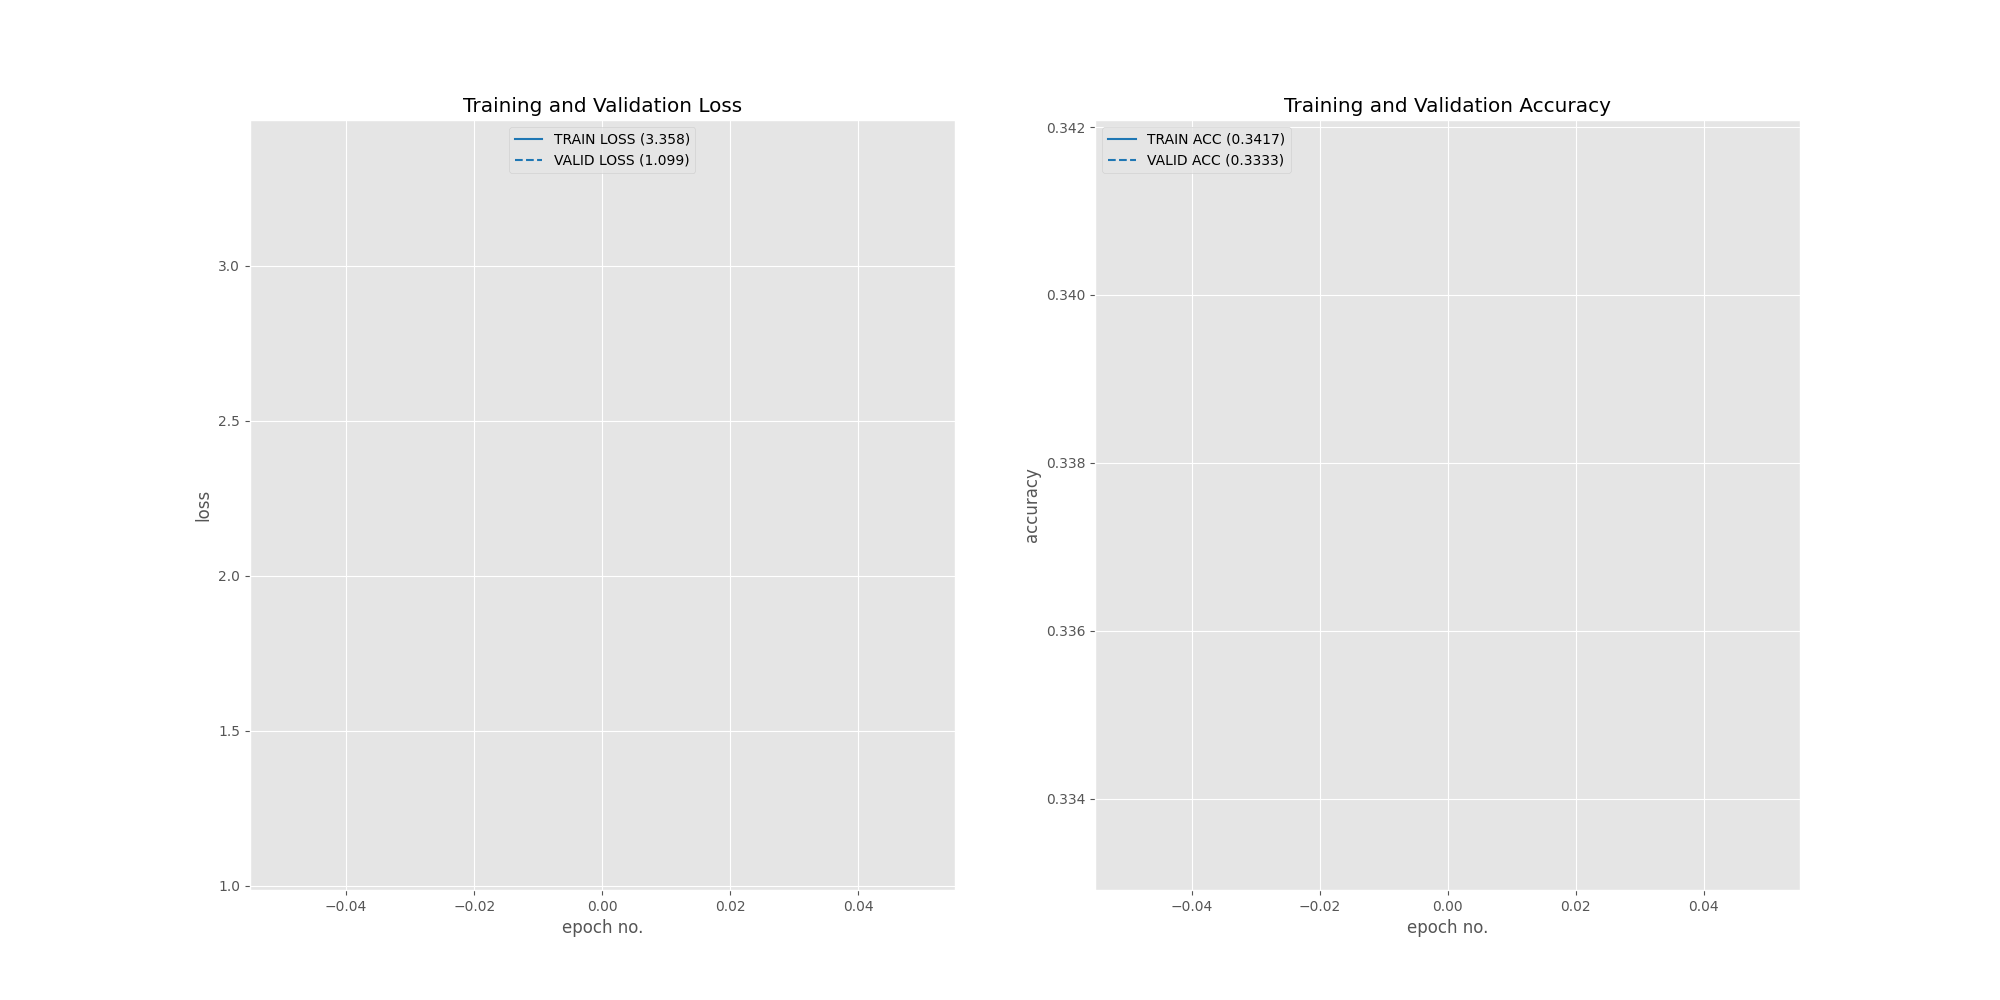 Training and Validation Loss
TRAIN LOSS (3.358)
VALID LOSS (1.099)
3.0
2.5
2.0
1.5
1.0
loss
−0.04 −0.02 0.00 0.02 0.04
epoch no.
Training and Validation Accuracy
TRAIN ACC (0.3417)
VALID ACC (0.3333)
0.342
0.340
0.338
0.336
0.334
accuracy
−0.04 −0.02 0.00 0.02 0.04
epoch no.